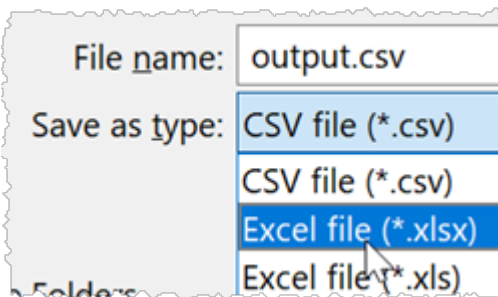 File name: output.csv
Save as type: CSV file (*.csv)
CSV file (*.csv)
Excel file (*.xlsx)
Excel file (*.xls)
Folders